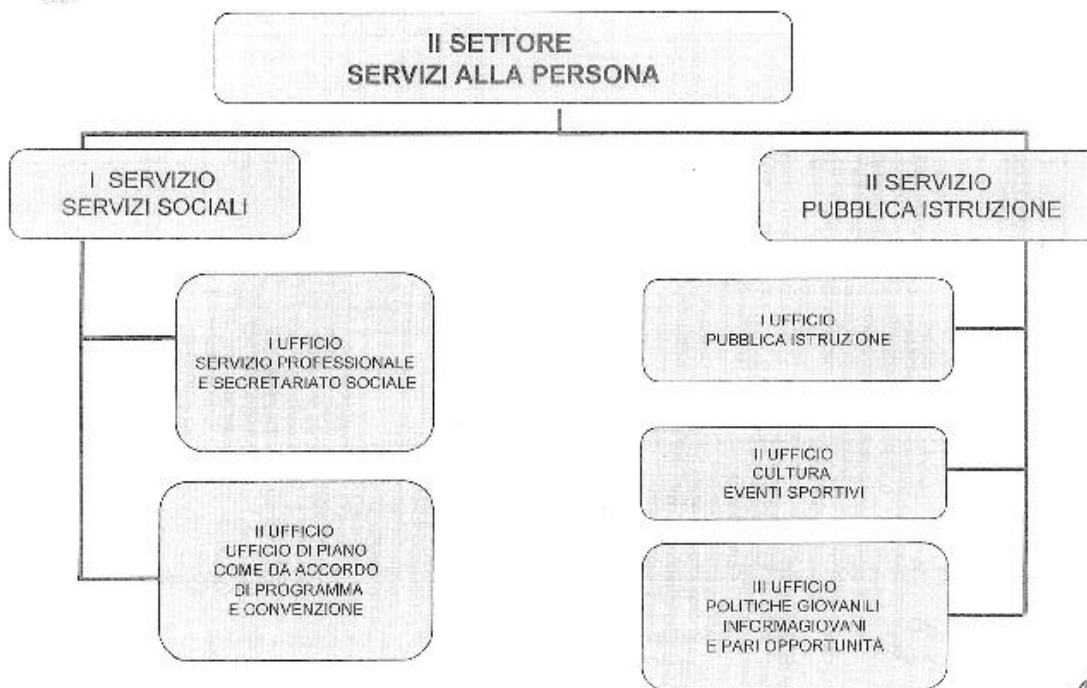 II SETTORE
SERVIZI ALLA PERSONA
I SERVIZIO
SERVIZI SOCIALI
II SERVIZIO
PUBBLICA ISTRUZIONE
I UFFICIO
SERVIZIO PROFESSIONALE
E SECRETARIATO SOCIALE
II UFFICIO
UFFICIO DI PIANO
COME DA ACCORDO
DI PROGRAMMA
E CONVENZIONE
I UFFICIO
PUBBLICA ISTRUZIONE
II UFFICIO
CULTURA
EVENTI SPORTIVI
III UFFICIO
POLITICHE GIOVANILI
INFORMAGIOVANI
E PARI OPPORTUNITÀ